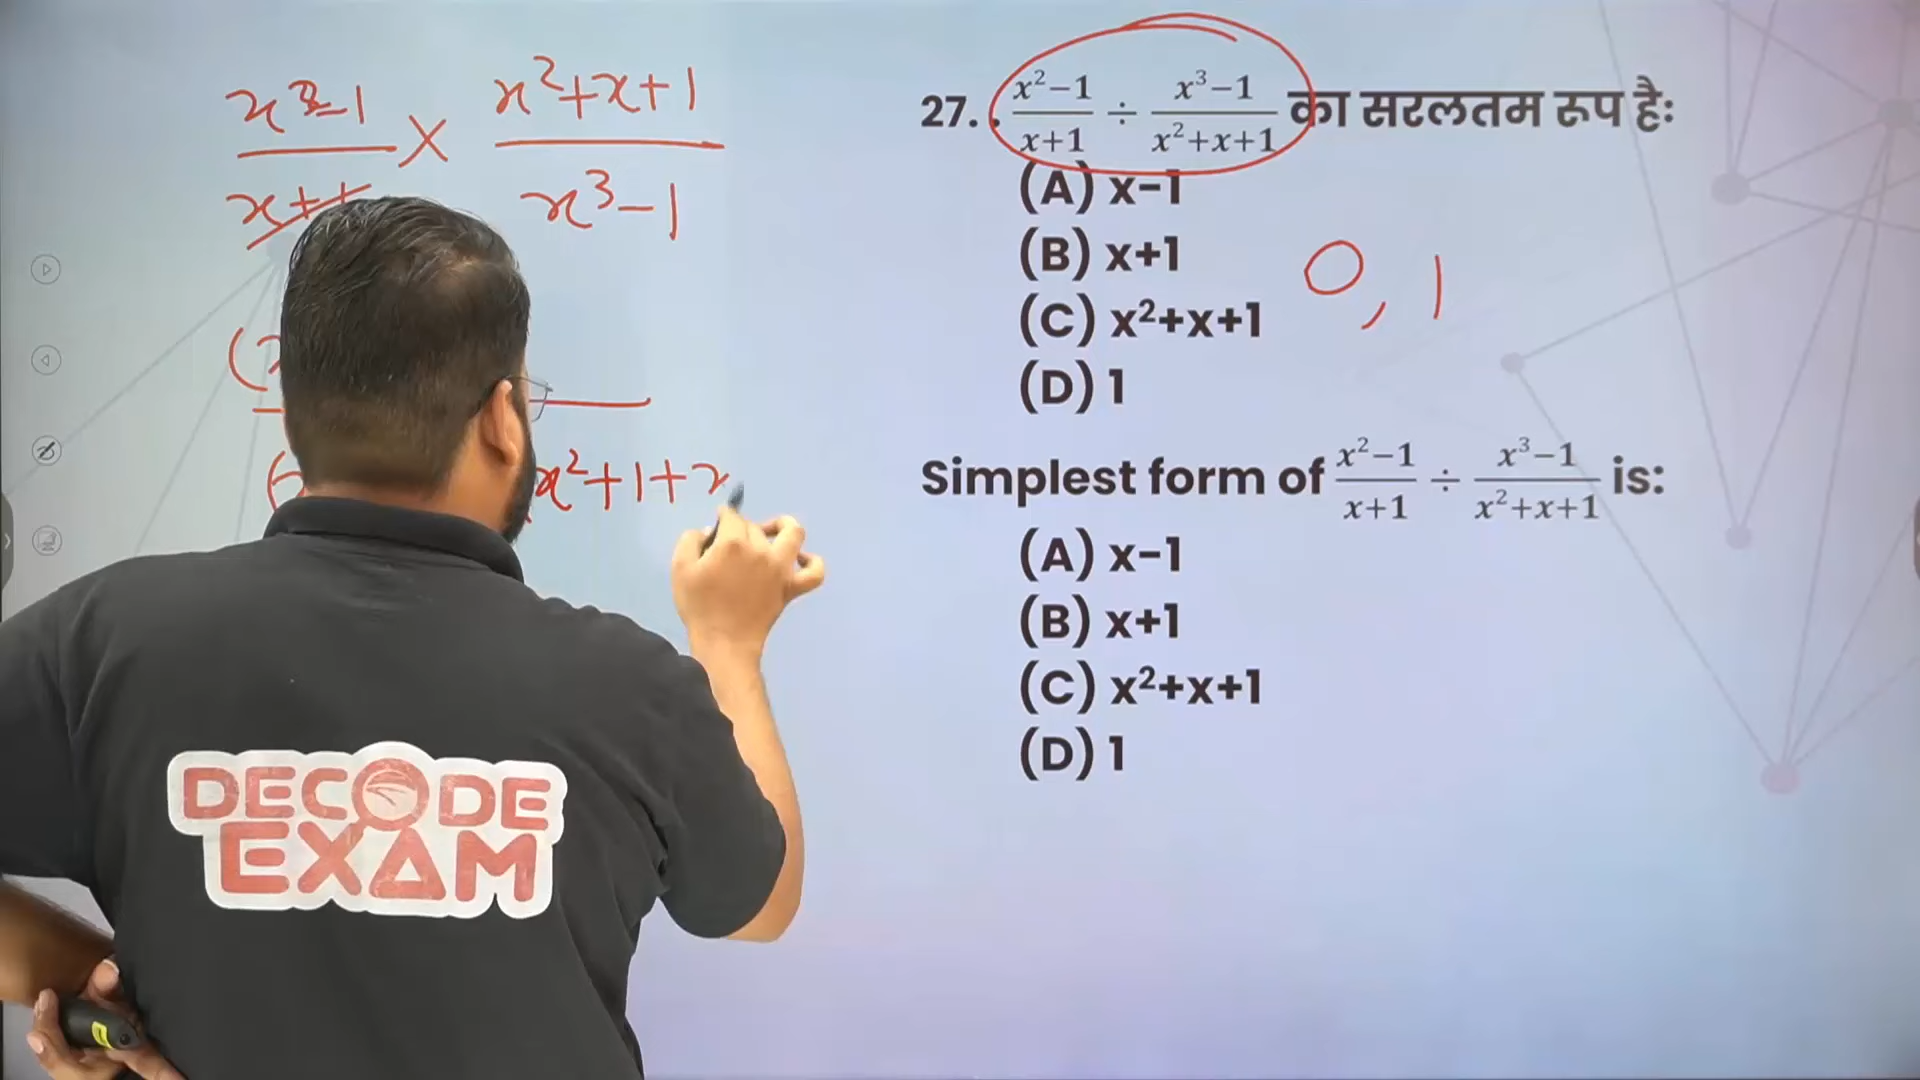 x²-1 / x+1 × x²+x+1 / x³-1
x²+1+x
27. x²−1 / x+1 ÷ x³−1 / x²+x+1 का सरलतम रूप है:
(A) x−1
(B) x+1
(C) x²+x+1
(D) 1
0, 1
Simplest form of x²−1 / x+1 ÷ x³−1 / x²+x+1 is:
(A) x−1
(B) x+1
(C) x²+x+1
(D) 1
DECODE
EXAM